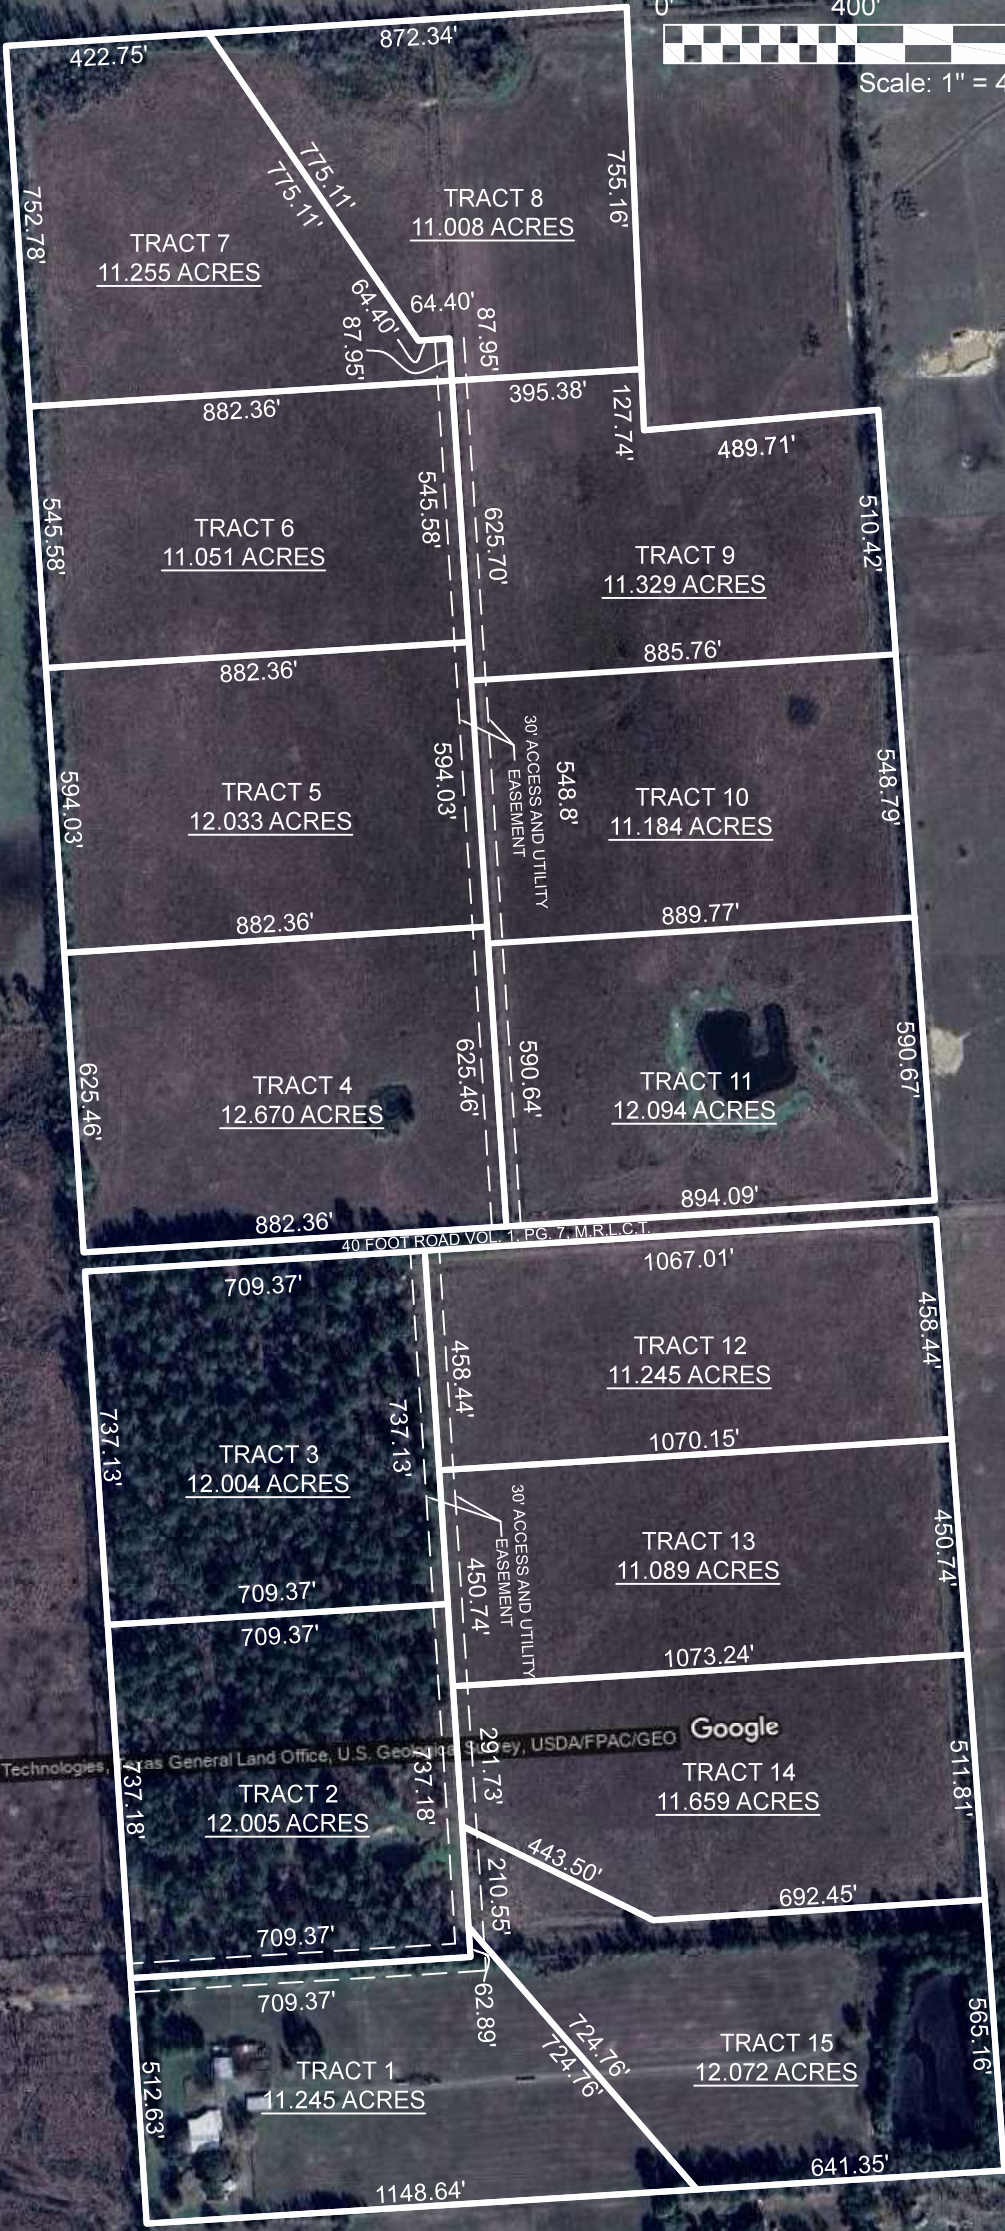 0' 400'
Scale: 1" = 4
422.75'
872.34'
775.11'
775.11'
752.78'
755.16'
TRACT 8
11.008 ACRES
TRACT 7
11.255 ACRES
64.40'
64.40'
87.95'
87.95'
882.36'
395.38'
127.74'
489.71'
545.58'
545.58'
625.70'
510.42'
TRACT 6
11.051 ACRES
TRACT 9
11.329 ACRES
882.36'
885.76'
594.03'
594.03'
30' ACCESS AND UTILITY
EASEMENT
548.8'
548.79'
TRACT 5
12.033 ACRES
TRACT 10
11.184 ACRES
882.36'
889.77'
625.46'
625.46'
590.64'
590.67'
TRACT 4
12.670 ACRES
TRACT 11
12.094 ACRES
882.36'
894.09'
40 FOOT ROAD VOL. 1, PG. 7, M.R.L.C.T.
709.37'
1067.01'
458.44'
458.44'
TRACT 12
11.245 ACRES
737.13'
737.13'
TRACT 3
12.004 ACRES
1070.15'
30' ACCESS AND UTILITY
EASEMENT
450.74'
450.74'
TRACT 13
11.089 ACRES
709.37'
709.37'
1073.24'
Google
Technologies, Texas General Land Office, U.S. Geological Survey, USDA/FPAC/GEO
737.18'
737.18'
291.73'
511.81'
TRACT 2
12.005 ACRES
TRACT 14
11.659 ACRES
443.50'
210.55'
692.45'
709.37'
709.37'
62.89'
724.76'
724.76'
565.16'
TRACT 15
12.072 ACRES
512.63'
TRACT 1
11.245 ACRES
1148.64'
641.35'